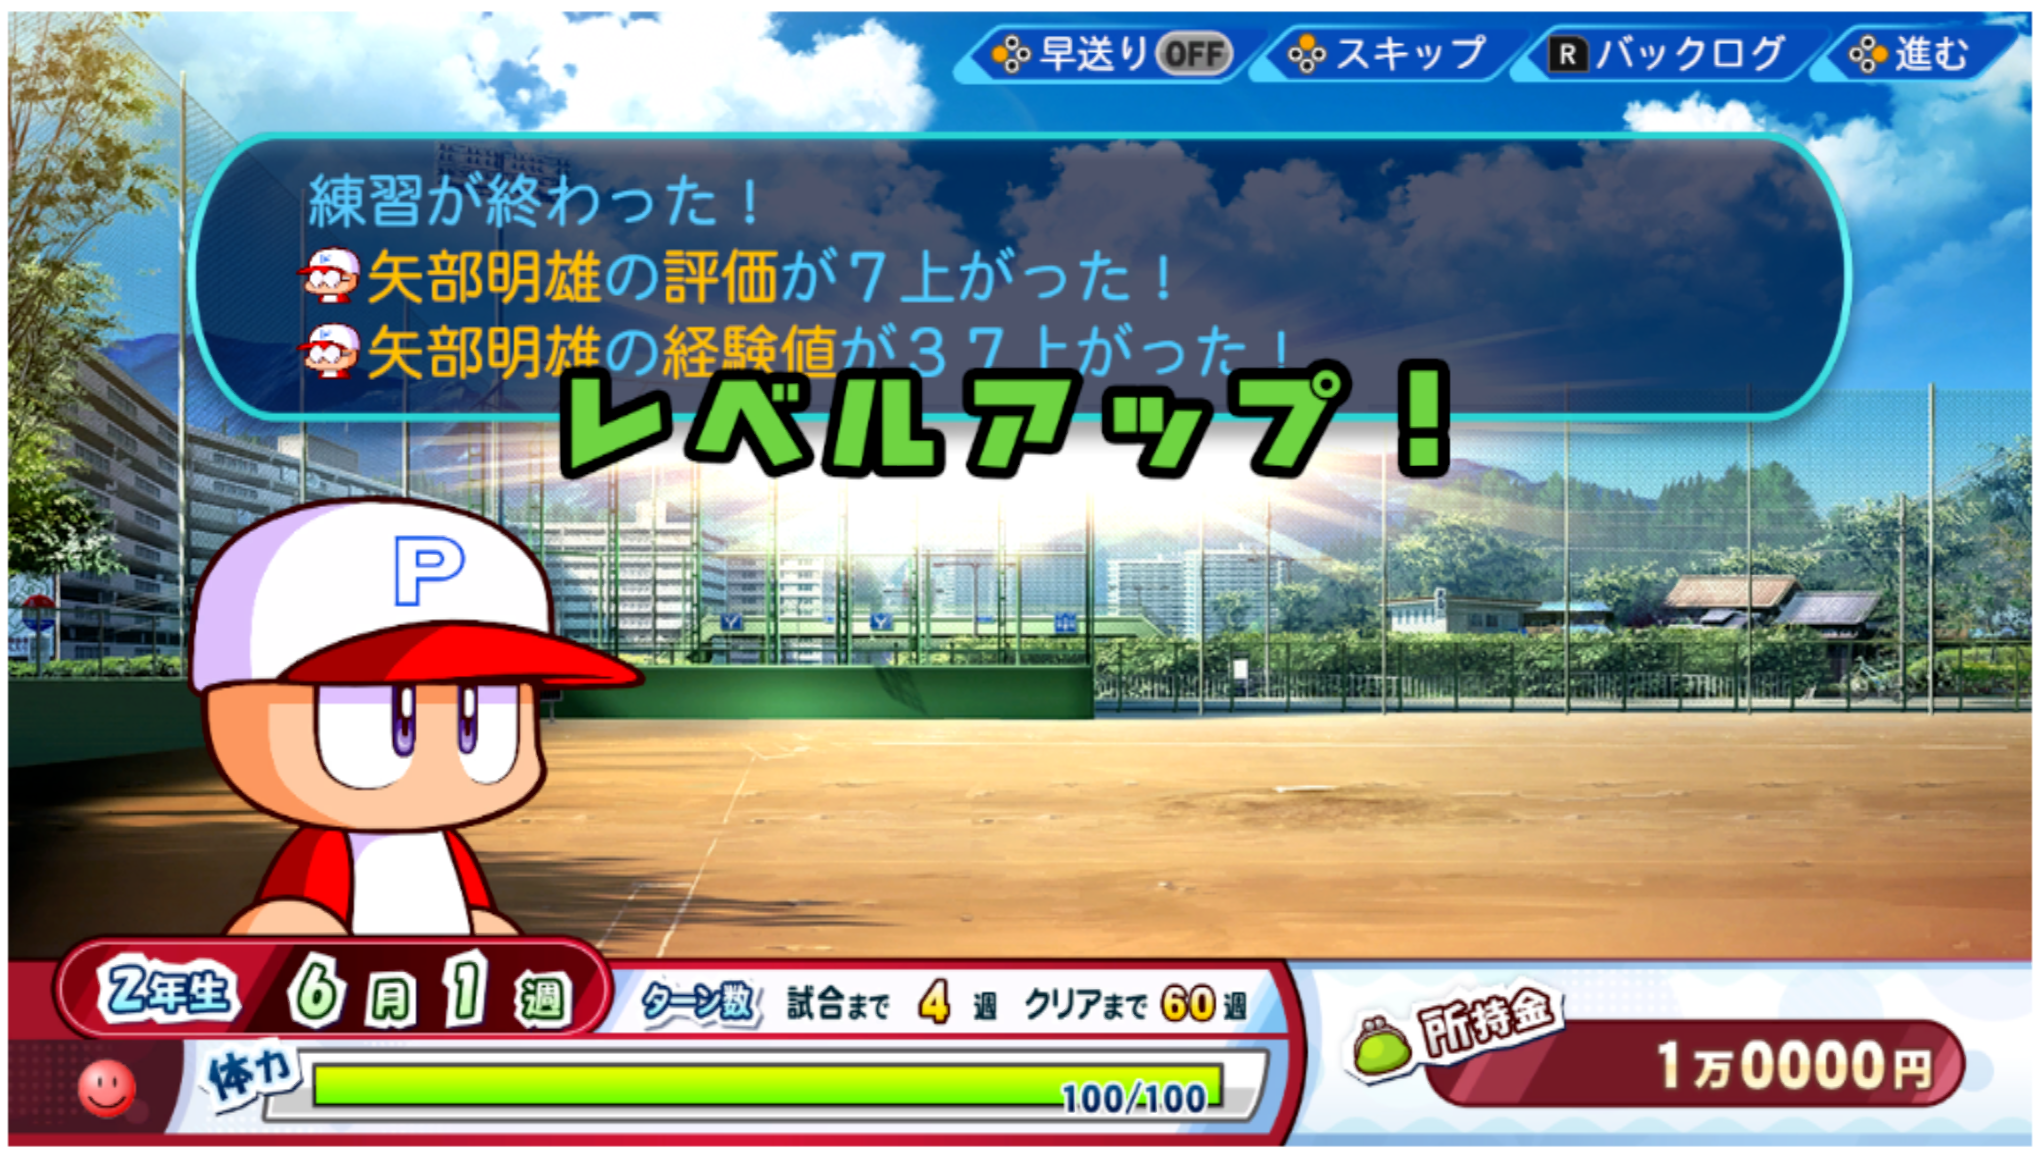 早送り OFF スキップ R バックログ 進む
練習が終わった！
矢部明雄の評価が７上がった！
矢部明雄の経験値が３７上がった！
レベルアップ！
P
2年生 6月1週
ターン数 試合まで 4 週 クリアまで 60 週
体力 100/100
所持金
1万0000円